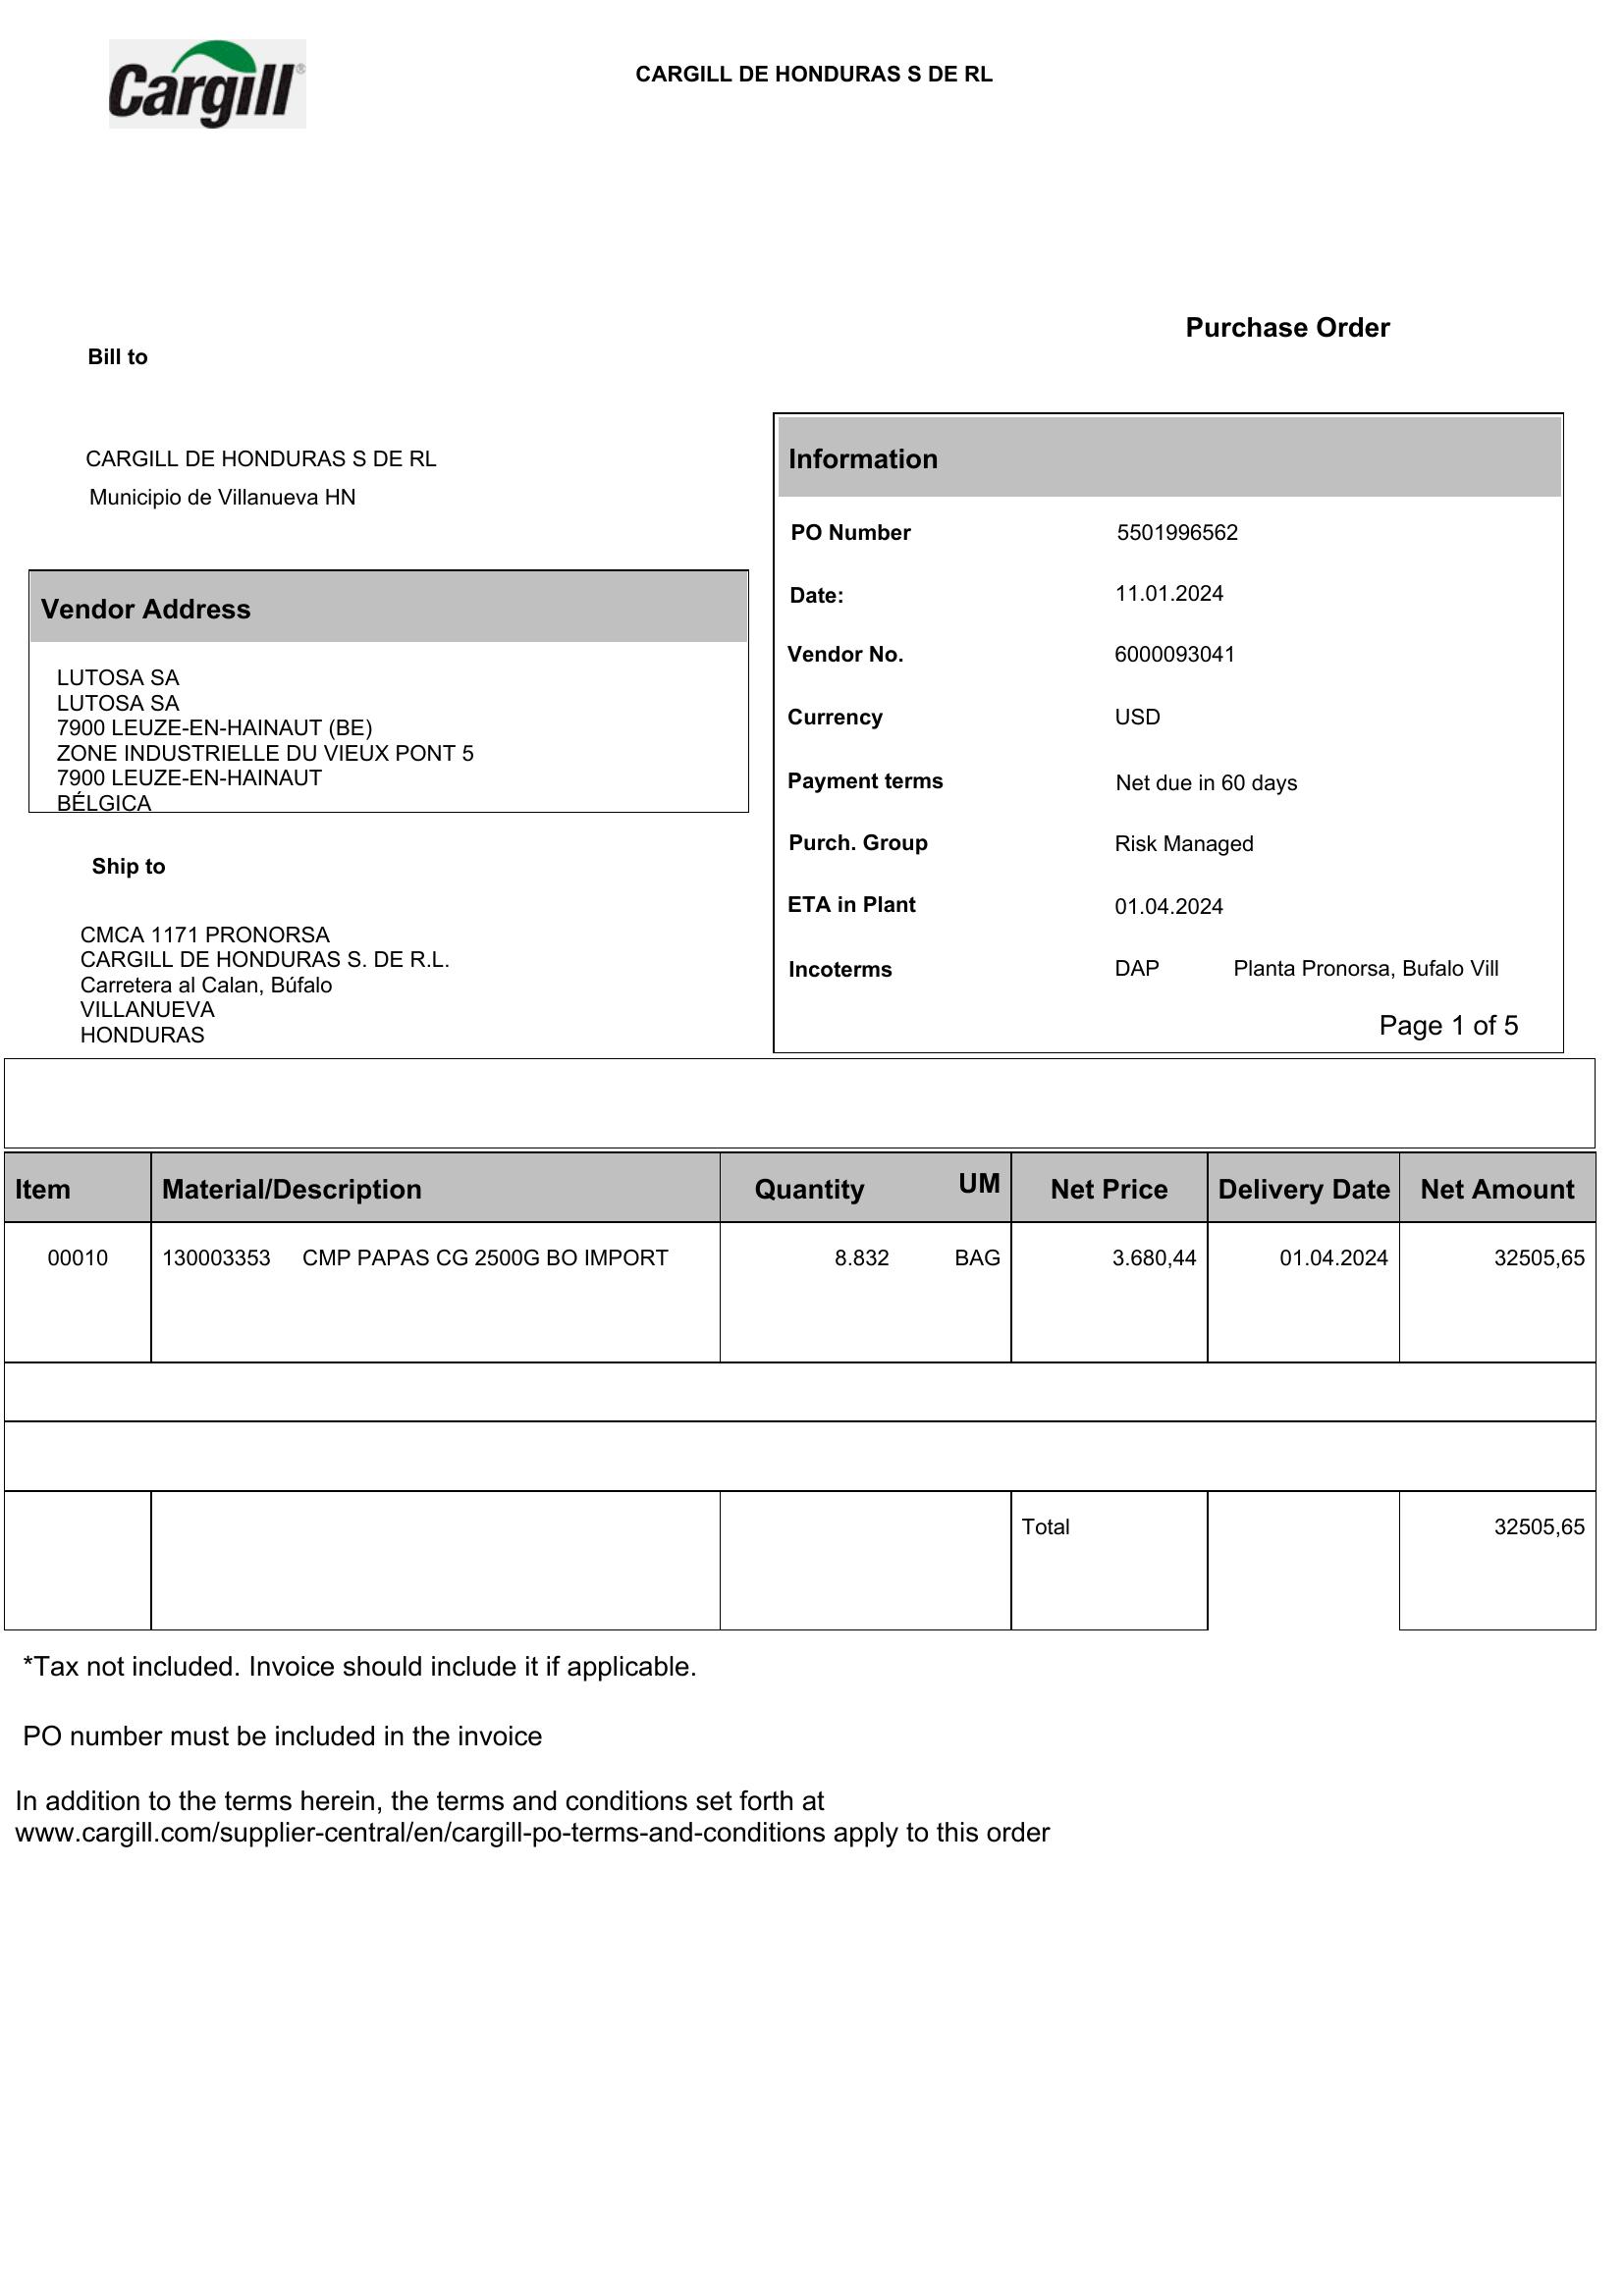 Cargill®
CARGILL DE HONDURAS S DE RL
Purchase Order
Bill to
CARGILL DE HONDURAS S DE RL
Municipio de Villanueva HN
Vendor Address
LUTOSA SA
LUTOSA SA
7900 LEUZE-EN-HAINAUT (BE)
ZONE INDUSTRIELLE DU VIEUX PONT 5
7900 LEUZE-EN-HAINAUT
BÉLGICA
Ship to
CMCA 1171 PRONORSA
CARGILL DE HONDURAS S. DE R.L.
Carretera al Calan, Búfalo
VILLANUEVA
HONDURAS
Information
PO Number 5501996562
Date: 11.01.2024
Vendor No. 6000093041
Currency USD
Payment terms Net due in 60 days
Purch. Group Risk Managed
ETA in Plant 01.04.2024
Incoterms DAP Planta Pronorsa, Bufalo Vill
Page 1 of 5
Item Material/Description Quantity UM Net Price Delivery Date Net Amount
00010 130003353 CMP PAPAS CG 2500G BO IMPORT 8.832 BAG 3.680,44 01.04.2024 32505,65
Total 32505,65
*Tax not included. Invoice should include it if applicable.
PO number must be included in the invoice
In addition to the terms herein, the terms and conditions set forth at
www.cargill.com/supplier-central/en/cargill-po-terms-and-conditions apply to this order